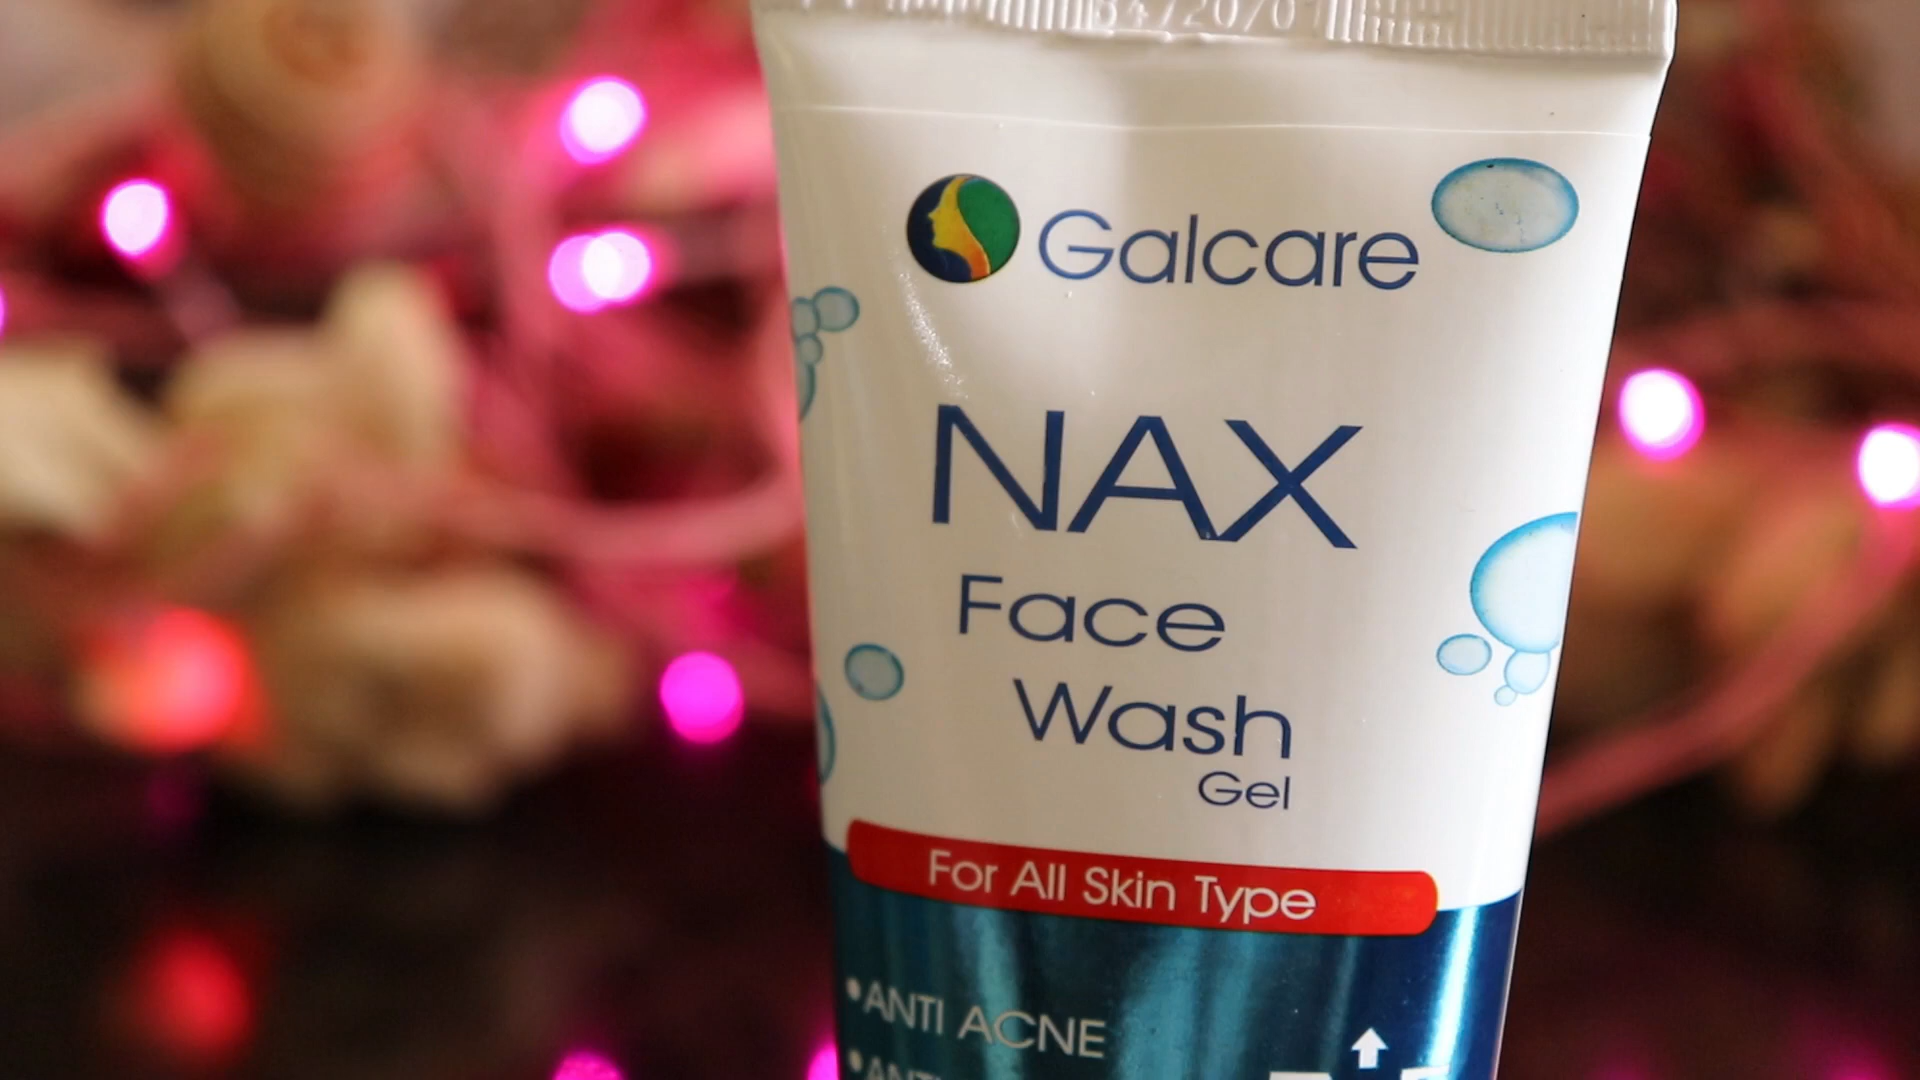 Galcare
NAX
Face
Wash
Gel
For All Skin Type
•ANTI ACNE